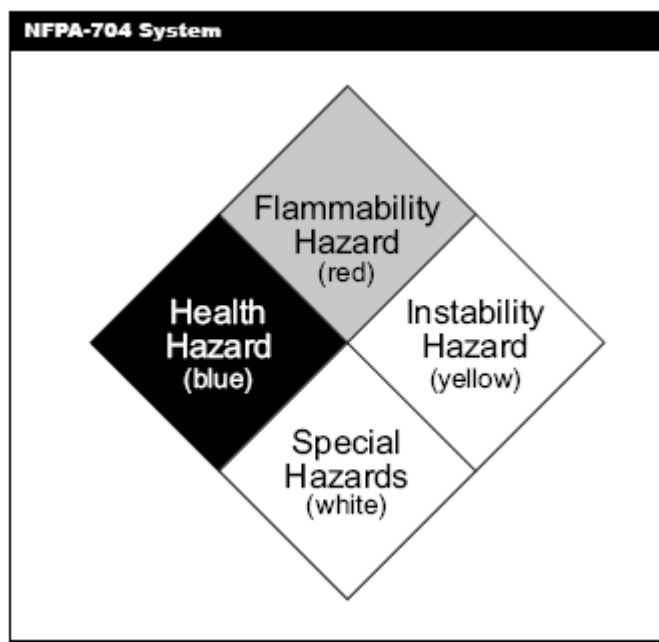 NFPA-704 System
Flammability
Hazard
(red)
Health
Hazard
(blue)
Instability
Hazard
(yellow)
Special
Hazards
(white)